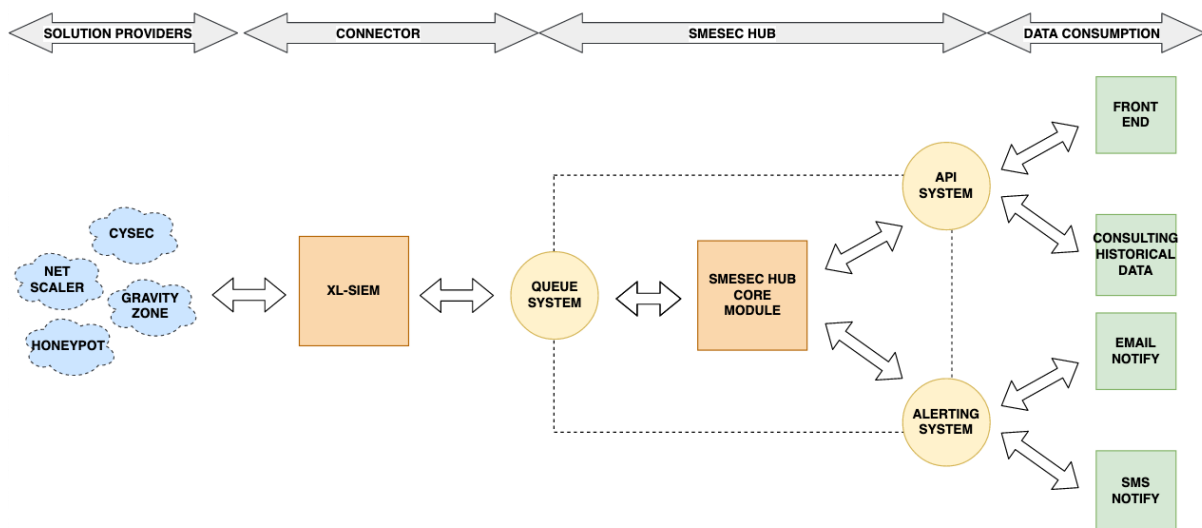 SOLUTION PROVIDERS
CONNECTOR
SMESEC HUB
DATA CONSUMPTION
CYSEC
NET
SCALER
GRAVITY
ZONE
HONEYPOT
XL-SIEM
QUEUE
SYSTEM
SMESEC HUB
CORE
MODULE
API
SYSTEM
ALERTING
SYSTEM
FRONT
END
CONSULTING
HISTORICAL
DATA
EMAIL
NOTIFY
SMS
NOTIFY